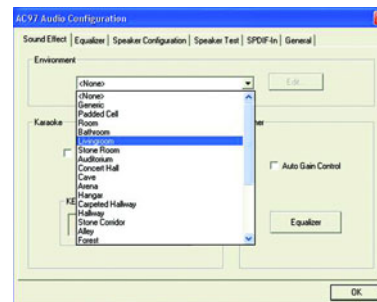 AC97 Audio Configuration
Sound Effect | Equalizer | Speaker Configuration | Speaker Test | SPDIF-In | General
Environment
<None>
Edit...
<None>
Generic
Padded Cell
Room
Bathroom
Livingroom
Stone Room
Auditorium
Concert Hall
Cave
Arena
Hangar
Carpeted Hallway
Hallway
Stone Corridor
Alley
Forest
Karaoke
KE
her
Auto Gain Control
Equalizer
OK